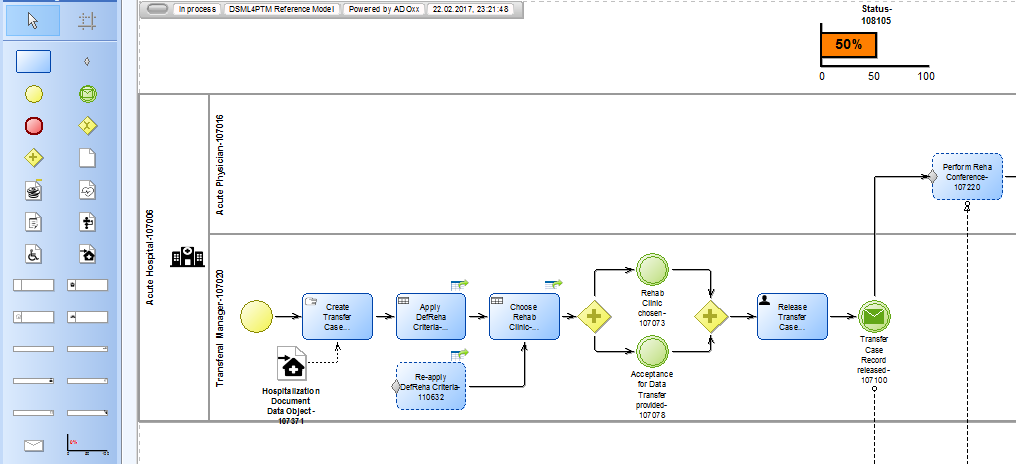 In process
DSML4PTM Reference Model
Powered by ADOxx
22.02.2017, 23:21:48
Status-
108105
50%
0
50
100
Acute Hospital-107006
Acute Physician-107016
Perform Reha
Conference-
107220
Transferal Manager-107020
Create
Transfer
Case...
Apply
DefReha
Criteria-...
Choose
Rehab
Clinic-...
Rehab
Clinic
chosen-
107073
Release
Transfer
Case...
Transfer
Case
Record
released-
107100
Acceptance
for Data
Transfer
provided-
107078
Re-apply
DefReha Criteria-
110632
Hospitalization
Document
Data Object-
107371